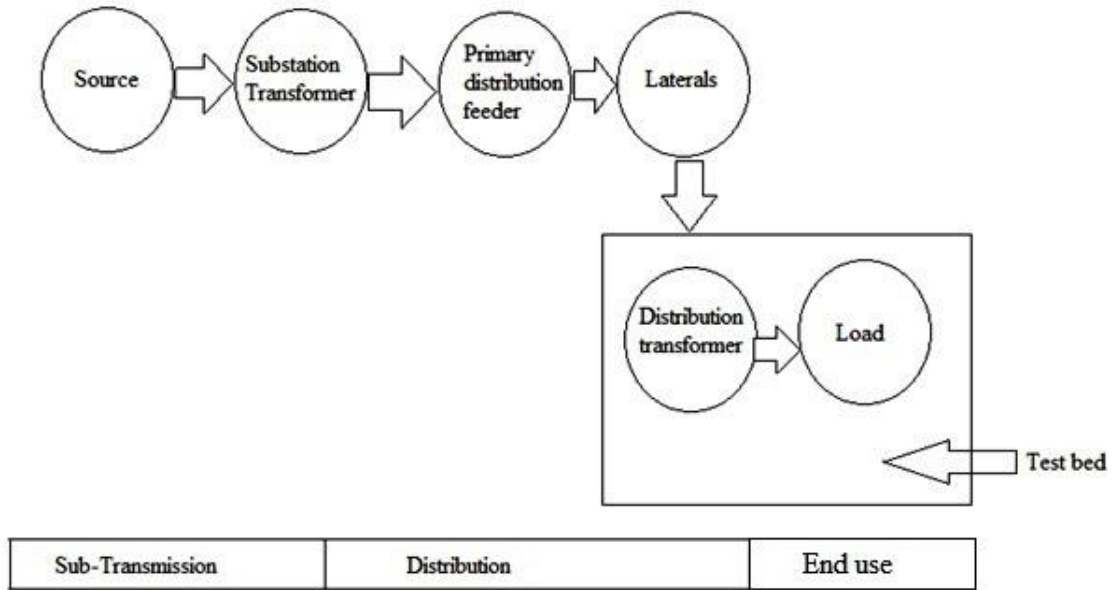 Source
Substation
Transformer
Primary
distribution
feeder
Laterals
Distribution
transformer
Load
Test bed
Sub-Transmission
Distribution
End use